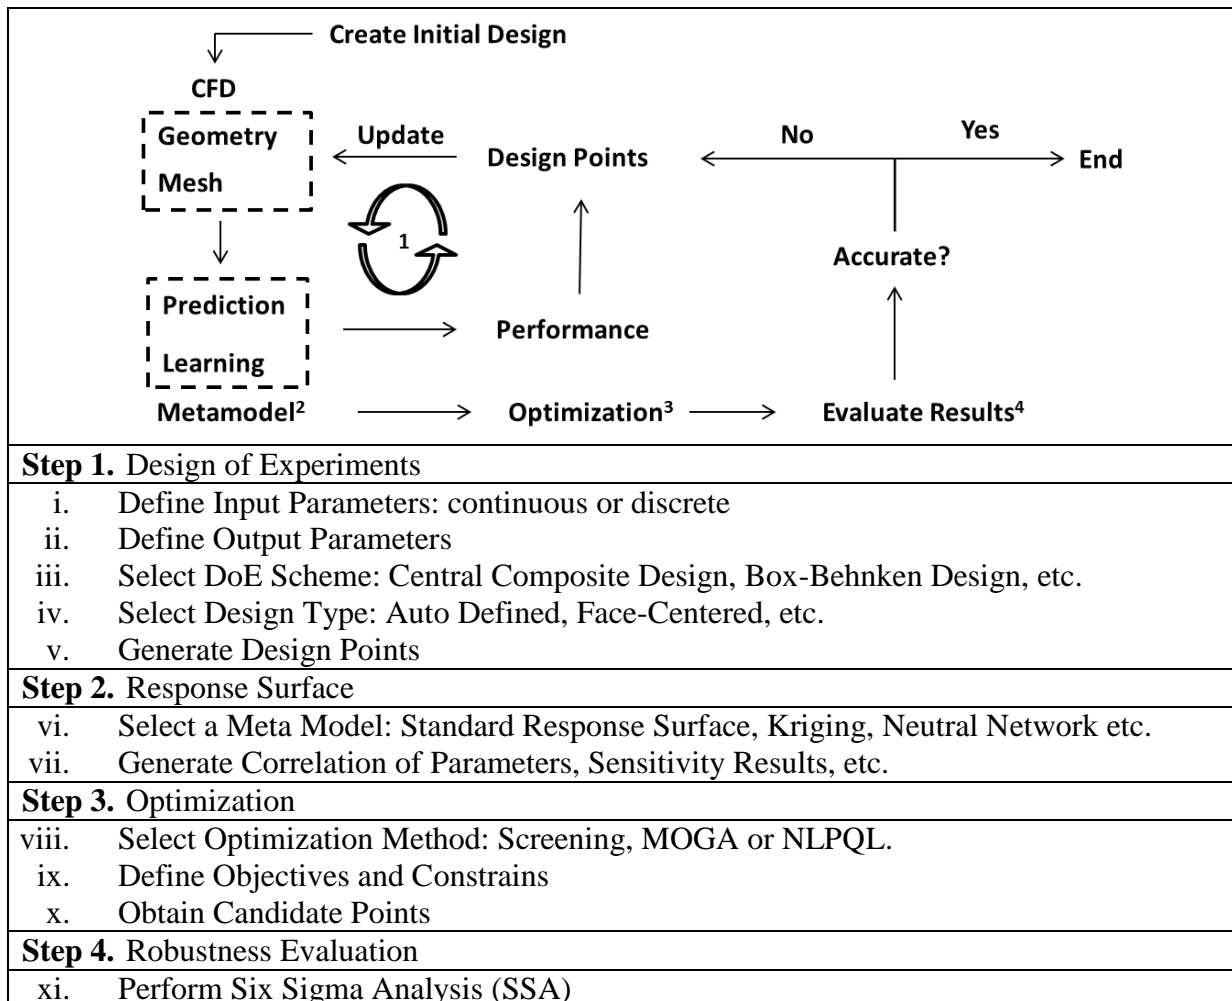 Create Initial Design
CFD
Geometry
Mesh
Update
Design Points
No
Yes
End
1
Accurate?
Prediction
Learning
Performance
Metamodel2
Optimization3
Evaluate Results4
Step 1. Design of Experiments
i. Define Input Parameters: continuous or discrete
ii. Define Output Parameters
iii. Select DoE Scheme: Central Composite Design, Box-Behnken Design, etc.
iv. Select Design Type: Auto Defined, Face-Centered, etc.
v. Generate Design Points
Step 2. Response Surface
vi. Select a Meta Model: Standard Response Surface, Kriging, Neutral Network etc.
vii. Generate Correlation of Parameters, Sensitivity Results, etc.
Step 3. Optimization
viii. Select Optimization Method: Screening, MOGA or NLPQL.
ix. Define Objectives and Constrains
x. Obtain Candidate Points
Step 4. Robustness Evaluation
xi. Perform Six Sigma Analysis (SSA)